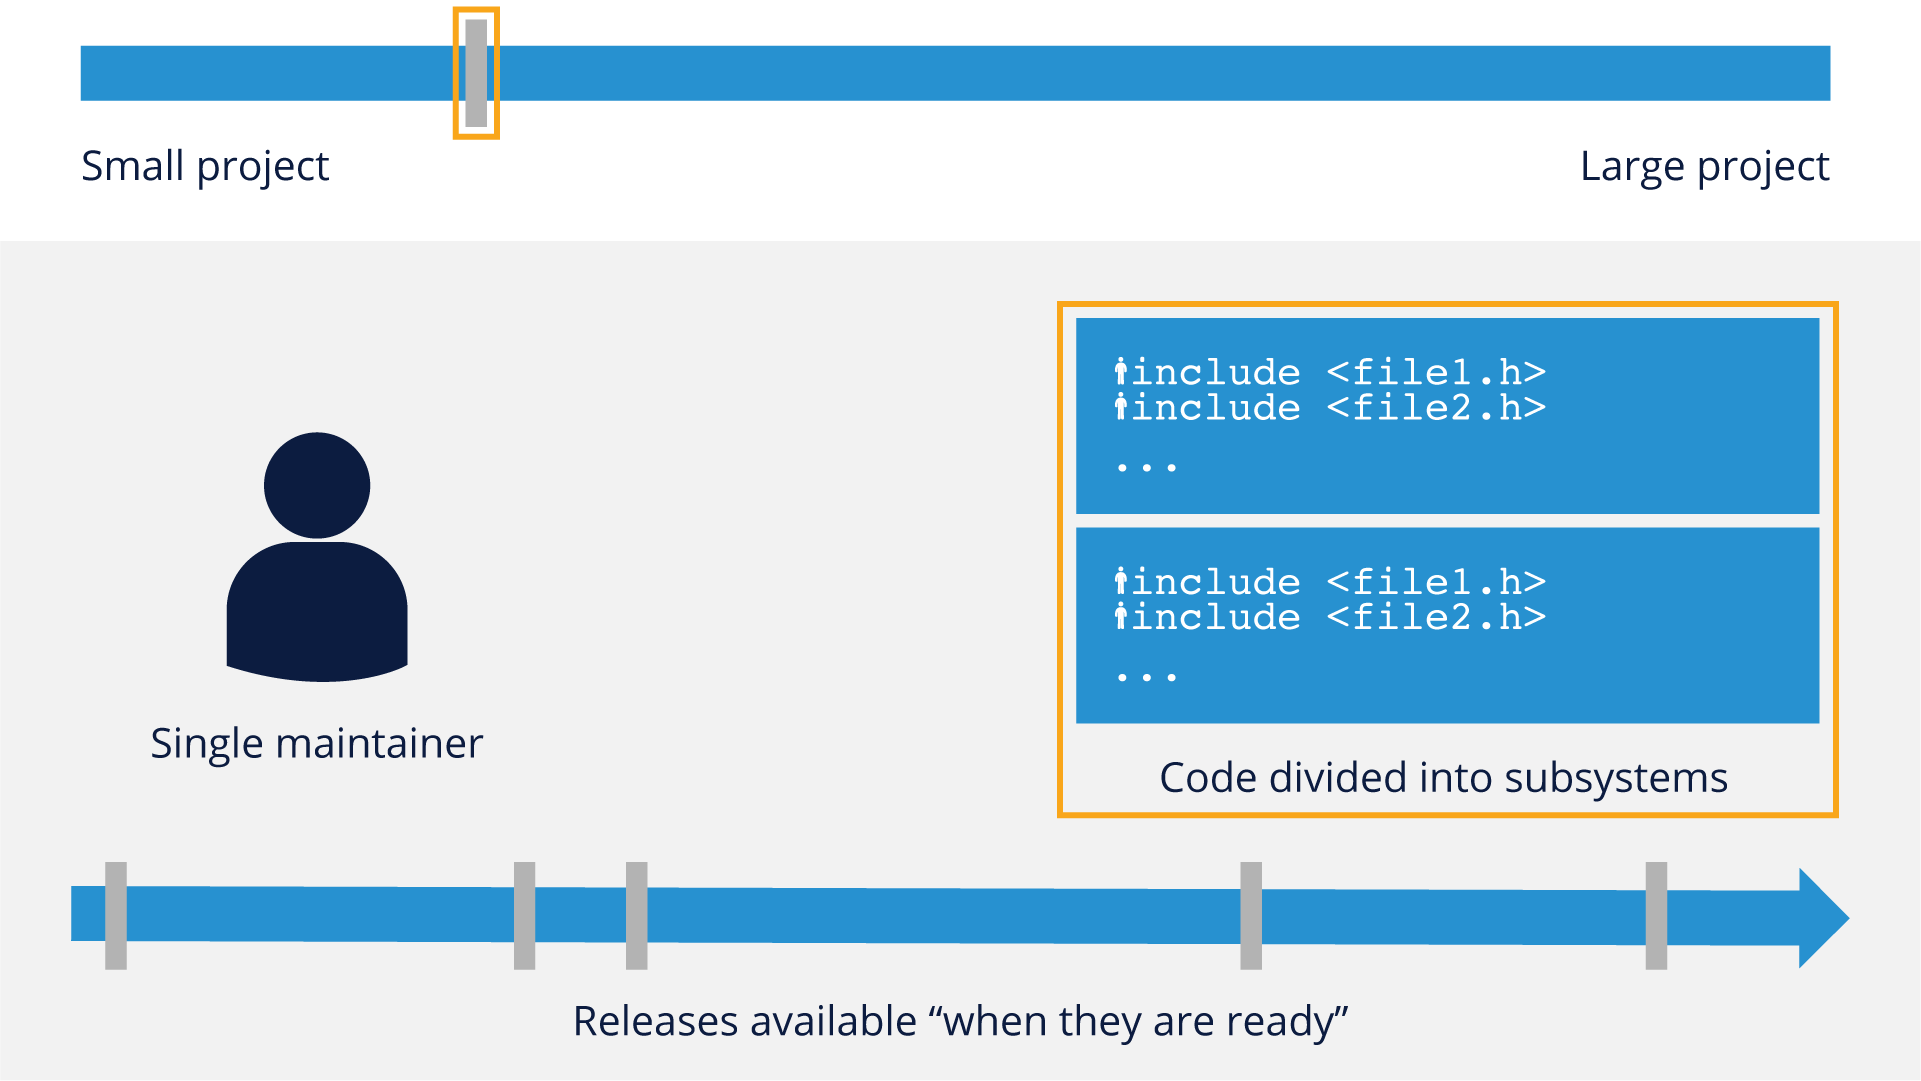 Small project
Large project
include <file1.h>
include <file2.h>
...
include <file1.h>
include <file2.h>
...
Single maintainer
Code divided into subsystems
Releases available “when they are ready”